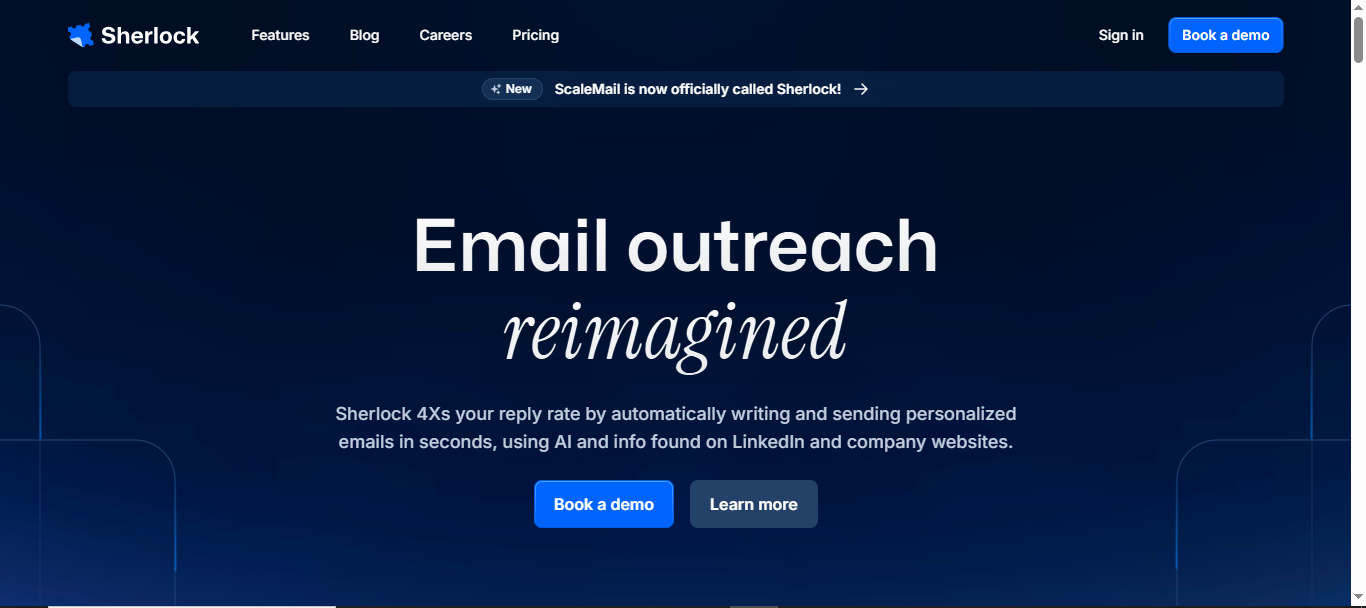 Sherlock
Features
Blog
Careers
Pricing
Sign in
Book a demo
New
ScaleMail is now officially called Sherlock! →
Email outreach
reimagined
Sherlock 4Xs your reply rate by automatically writing and sending personalized
emails in seconds, using AI and info found on LinkedIn and company websites.
Book a demo
Learn more